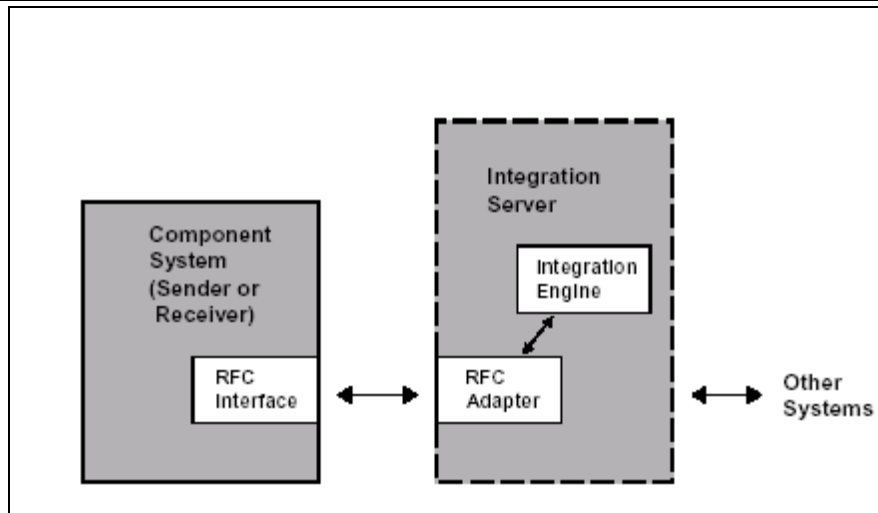 Component
System
(Sender or
Receiver)
RFC
Interface
Integration
Server
Integration
Engine
RFC
Adapter
Other
Systems